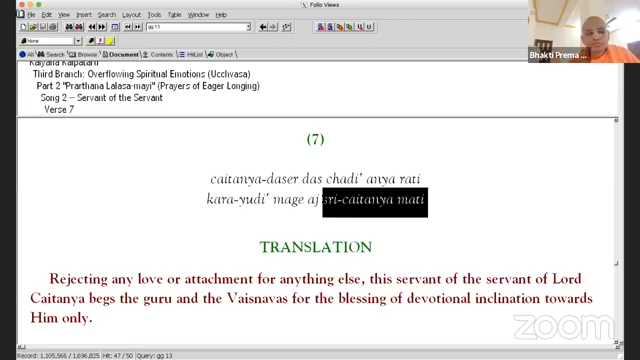 Folio Views
File Edit View Search Layout Tools Window Help
gg 13
None
All Search Browse Document Contents HitList Object
Kalyana Kalpataru
Third Branch: Overflowing Spiritual Emotions (Ucchvasa)
Part 2 "Prarthana Lalasa-mayi" (Prayers of Eager Longing)
Song 2 -- Servant of the Servant
Verse 7
(7)
caitanya-daser das chadi' anya rati
kara-yudi' mage aj sri-caitanya mati
TRANSLATION
Rejecting any love or attachment for anything else, this servant of the servant of Lord
Caitanya begs the guru and the Vaisnavas for the blessing of devotional inclination towards
Him only.
Record: 1,105,566 / 1,696,825 Hit: 47 / 50 Query: gg 13
Bhakti Prema
zoom